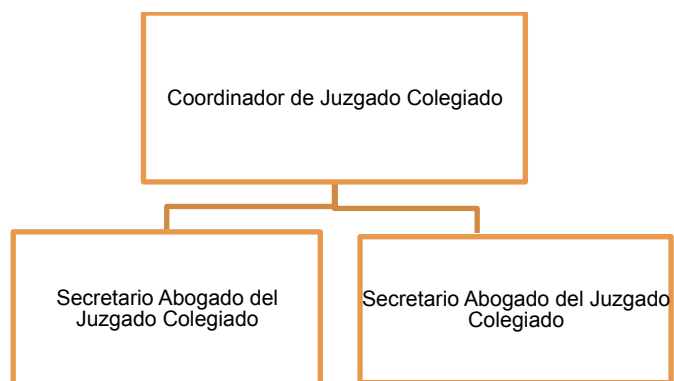 Coordinador de Juzgado Colegiado
Secretario Abogado del
Juzgado Colegiado
Secretario Abogado del Juzgado
Colegiado